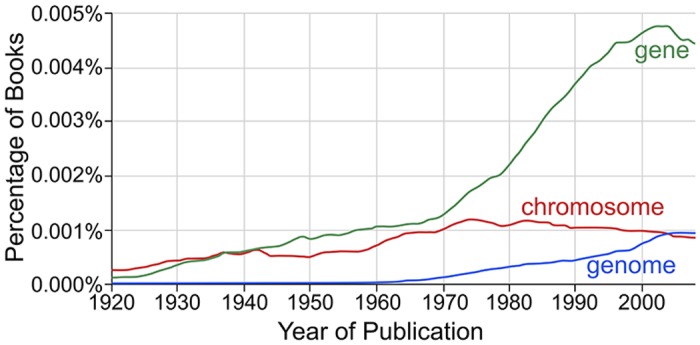 0.005%
0.004%
0.003%
0.002%
0.001%
0.000%
Percentage of Books
gene
chromosome
genome
1920 1930 1940 1950 1960 1970 1980 1990 2000
Year of Publication